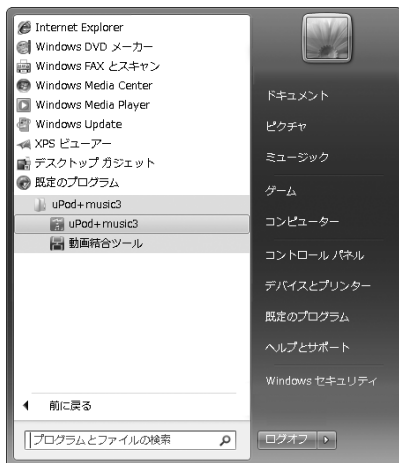 Internet Explorer
Windows DVD メーカー
Windows FAX とスキャン
Windows Media Center
Windows Media Player
Windows Update
XPS ビューアー
デスクトップ ガジェット
既定のプログラム
uPod+music3
uPod+music3
動画結合ツール
前に戻る
プログラムとファイルの検索
ドキュメント
ピクチャ
ミュージック
ゲーム
コンピューター
コントロール パネル
デバイスとプリンター
既定のプログラム
ヘルプとサポート
Windows セキュリティ
ログオフ